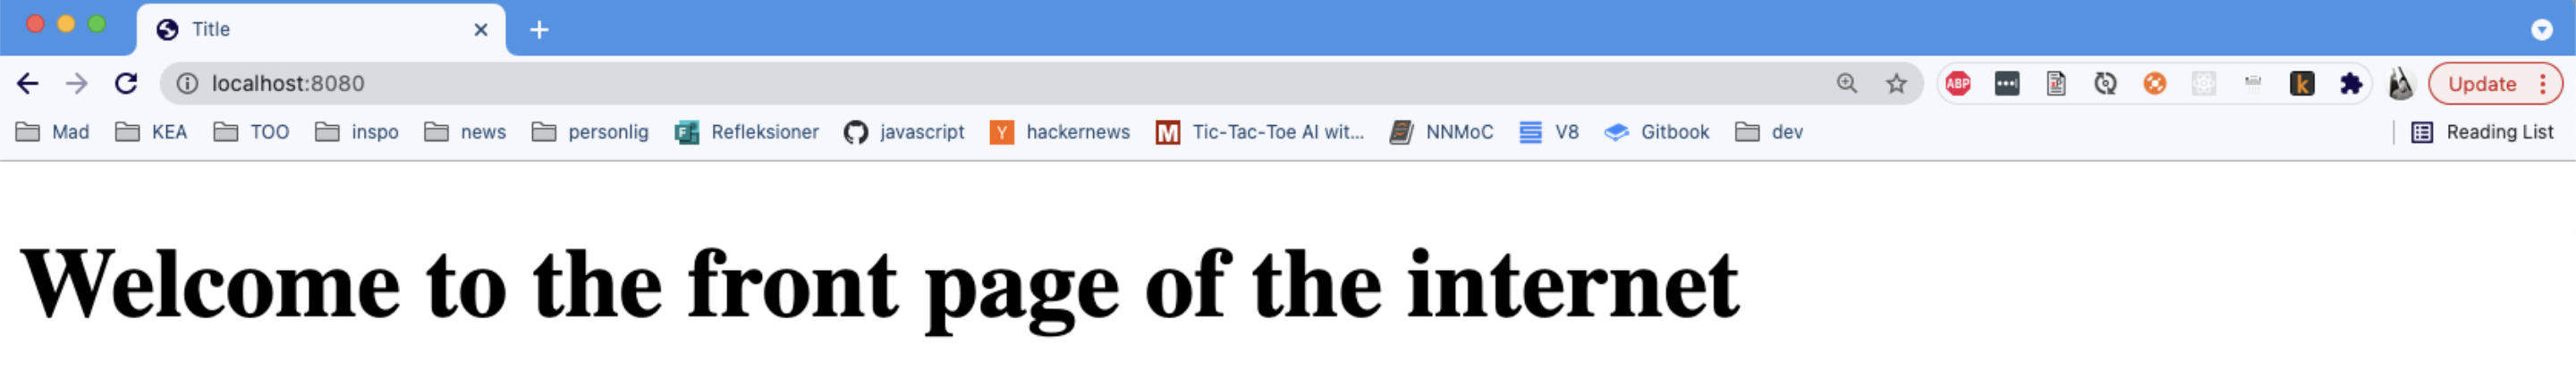 Title
localhost:8080
ABP
k
Update
Mad KEA TOO inspo news personlig Refleksioner javascript Y hackernews M Tic-Tac-Toe AI wit... NNMoC V8 Gitbook dev Reading List
Welcome to the front page of the internet